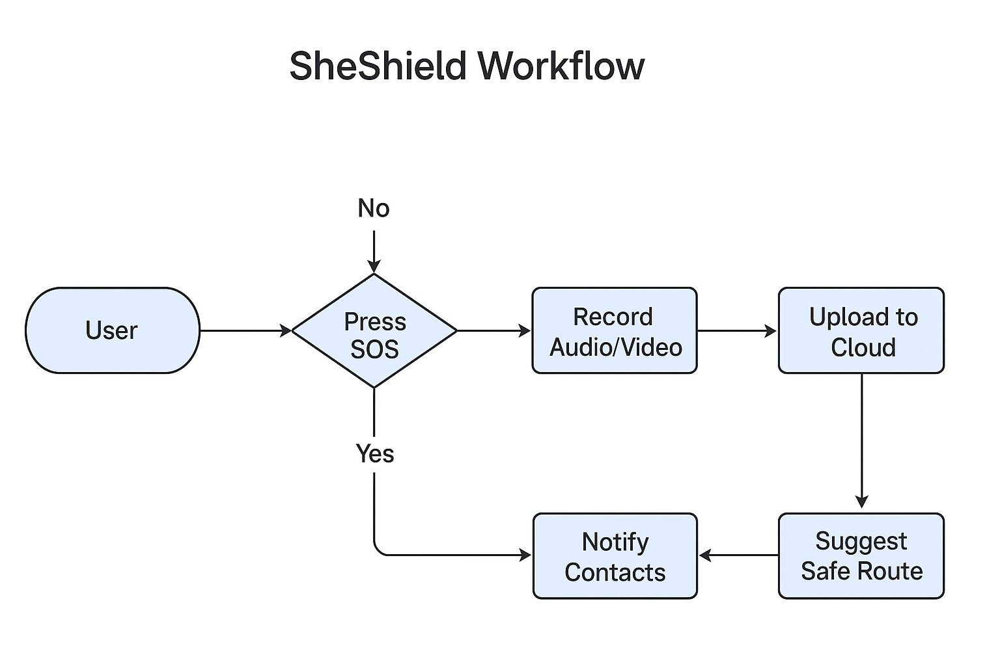 SheShield Workflow
No
User
Press
SOS
Record
Audio/Video
Upload to
Cloud
Yes
Notify
Contacts
Suggest
Safe Route